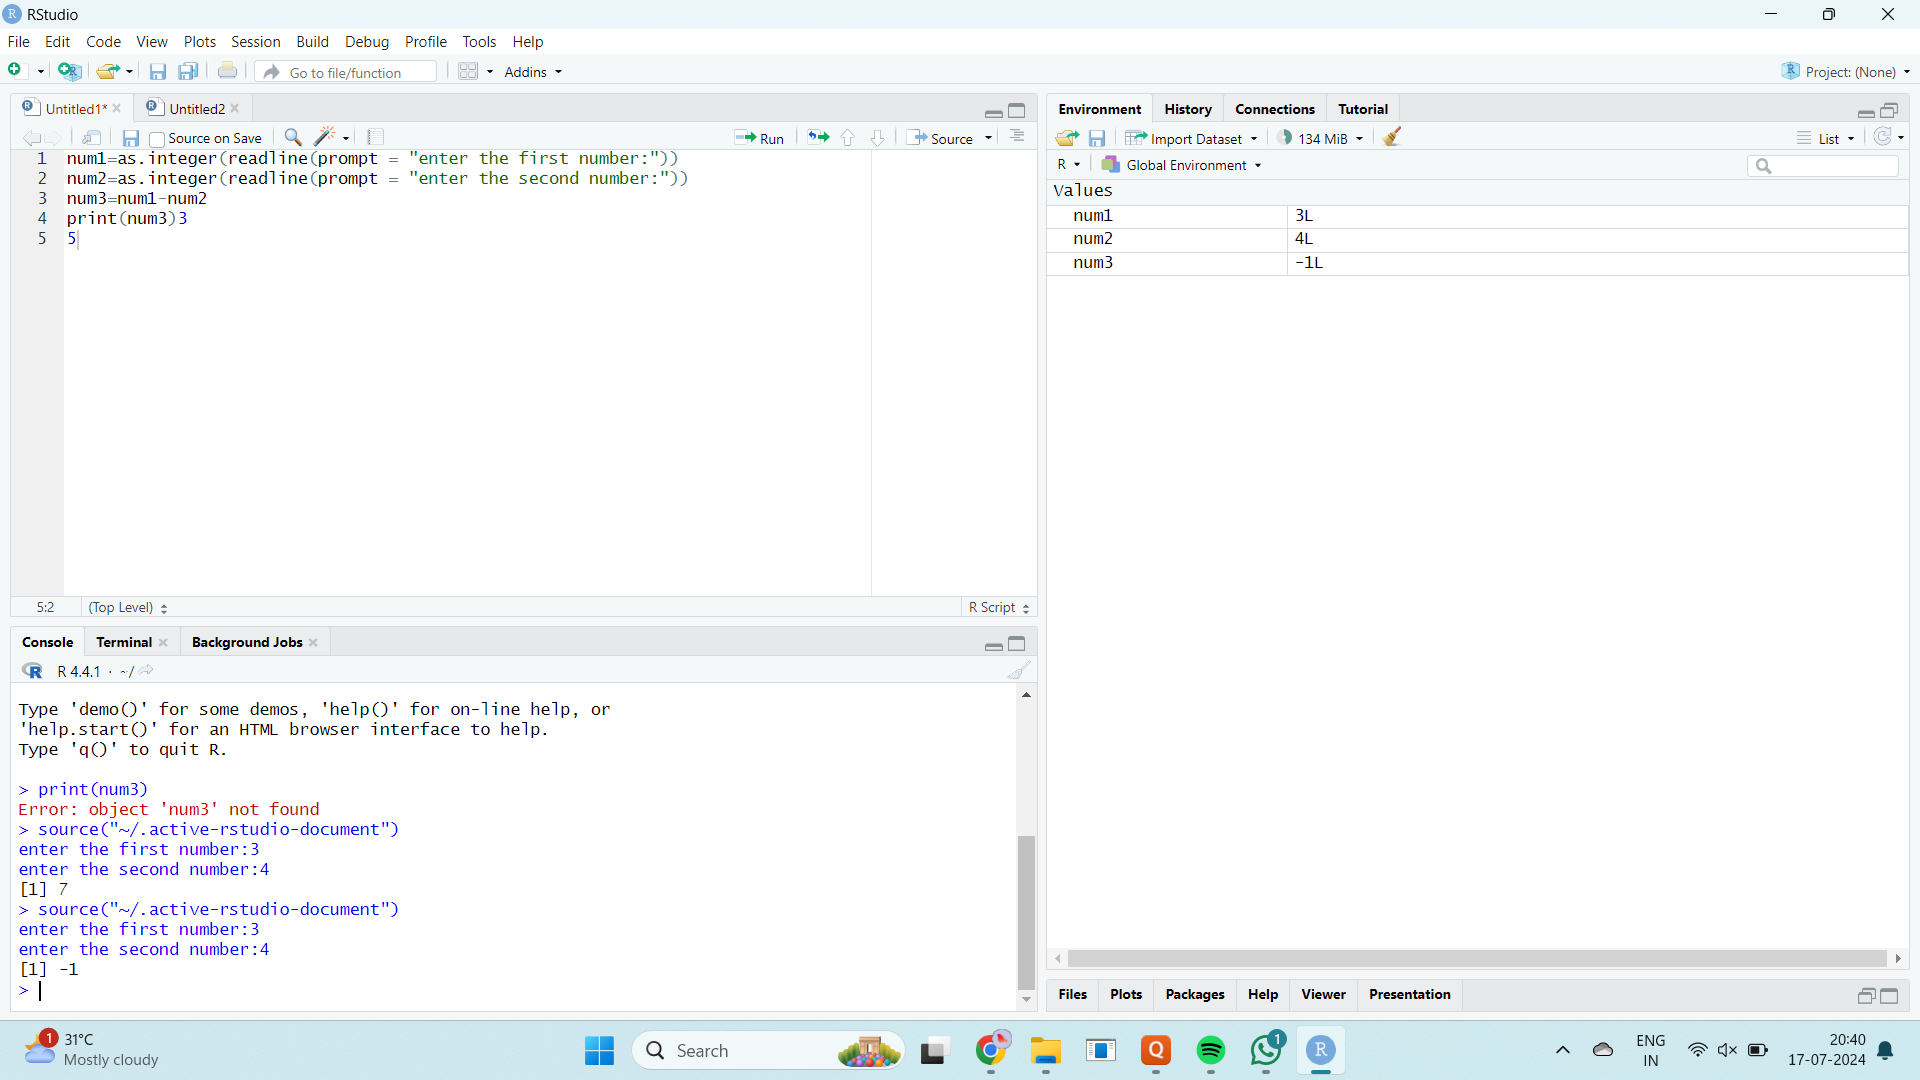 RStudio
File Edit Code View Plots Session Build Debug Profile Tools Help
Go to file/function Addins Project: (None)
Untitled1* Untitled2
Source on Save Run Source
1 num1=as.integer(readline(prompt = "enter the first number:"))
2 num2=as.integer(readline(prompt = "enter the second number:"))
3 num3=num1-num2
4 print(num3)3
5 5
5:2 (Top Level) R Script
Console Terminal Background Jobs
R 4.4.1 · ~/
Type 'demo()' for some demos, 'help()' for on-line help, or
'help.start()' for an HTML browser interface to help.
Type 'q()' to quit R.
> print(num3)
Error: object 'num3' not found
> source("~/.active-rstudio-document")
enter the first number:3
enter the second number:4
[1] 7
> source("~/.active-rstudio-document")
enter the first number:3
enter the second number:4
[1] -1
>
Environment History Connections Tutorial
Import Dataset 134 MiB List
R Global Environment
Values
num1 3L
num2 4L
num3 -1L
Files Plots Packages Help Viewer Presentation
1 31°C
Mostly cloudy
Search
1
ENG
IN
20:40
17-07-2024